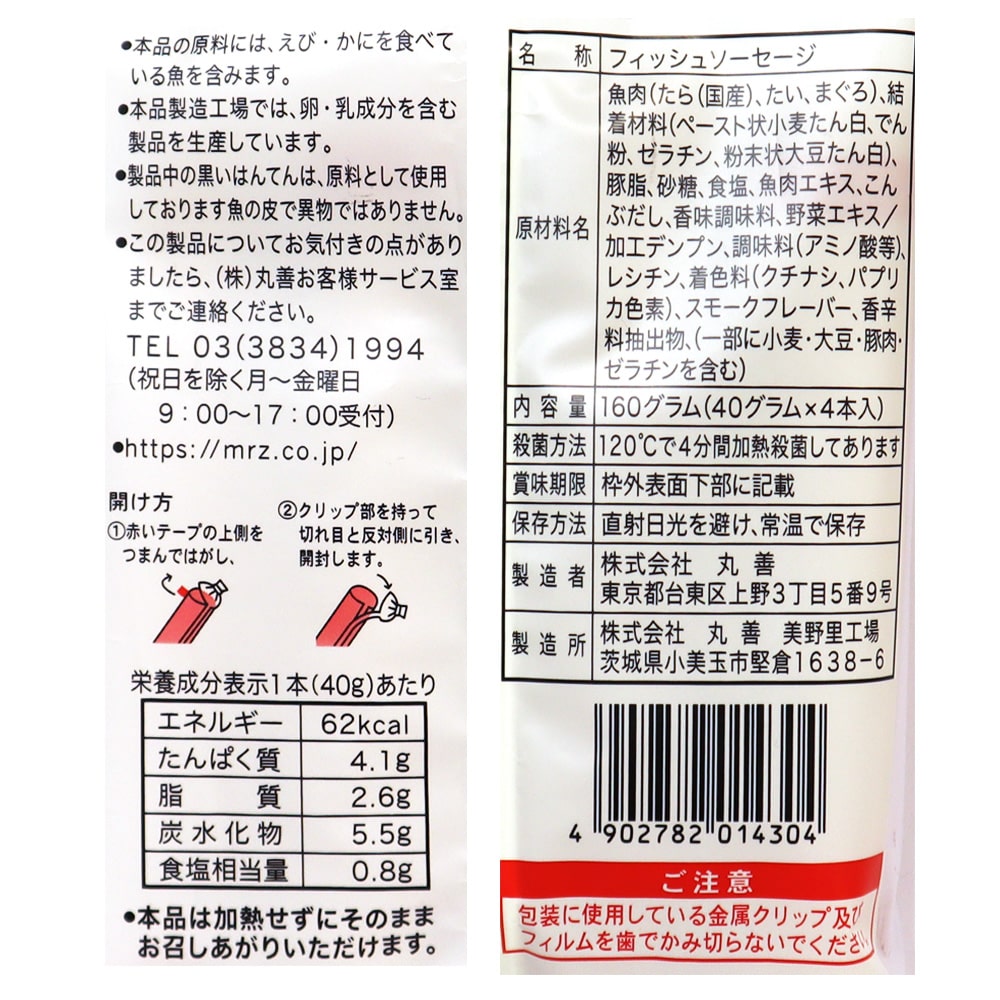 ●本品の原料には、えび・かにを食べて
いる魚を含みます。
●本品製造工場では、卵・乳成分を含む
製品を生産しています。
●製品中の黒いはんてんは、原料として使用
しております魚の皮で異物ではありません。
●この製品についてお気付きの点があり
ましたら、(株)丸善お客様サービス室
までご連絡ください。
TEL 03(3834)1994
(祝日を除く月〜金曜日
9：00〜17：00受付)
●https://mrz.co.jp/
開け方
①赤いテープの上側を
つまんではがし、
②クリップ部を持って
切れ目と反対側に引き、
開封します。
栄養成分表示1本(40g)あたり
エネルギー 62kcal
たんぱく質 4.1g
脂質 2.6g
炭水化物 5.5g
食塩相当量 0.8g
●本品は加熱せずにそのまま
お召しあがりいただけます。
名称 フィッシュソーセージ
原材料名
魚肉(たら(国産)、たい、まぐろ)、結
着材料(ペースト状小麦たん白、でん
粉、ゼラチン、粉末状大豆たん白)、
豚脂、砂糖、食塩、魚肉エキス、こん
ぶだし、香味調味料、野菜エキス／
加工デンプン、調味料(アミノ酸等)、
レシチン、着色料(クチナシ、パプリ
カ色素)、スモークフレーバー、香辛
料抽出物、(一部に小麦・大豆・豚肉・
ゼラチンを含む)
内容量 160グラム(40グラム×4本入)
殺菌方法 120℃で4分間加熱殺菌してあります
賞味期限 枠外表面下部に記載
保存方法 直射日光を避け、常温で保存
製造者 株式会社 丸善
東京都台東区上野3丁目5番9号
製造所 株式会社 丸善 美野里工場
茨城県小美玉市堅倉1638-6
4 902782 014304
ご注意
包装に使用している金属クリップ及び
フィルムを歯でかみ切らないでください。